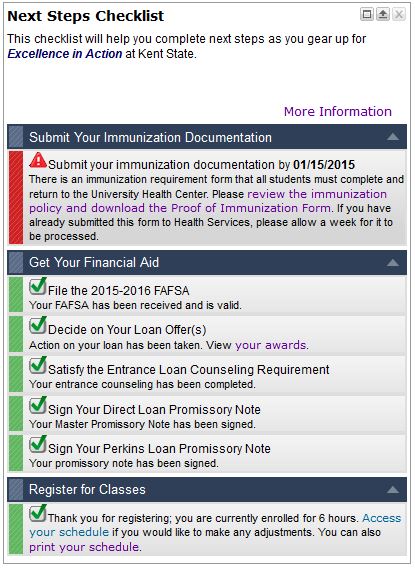 Next Steps Checklist
This checklist will help you complete next steps as you gear up for
Excellence in Action at Kent State.
More Information
Submit Your Immunization Documentation
Submit your immunization documentation by 01/15/2015
There is an immunization requirement form that all students must complete and
return to the University Health Center. Please review the immunization
policy and download the Proof of Immunization Form. If you have
already submitted this form to Health Services, please allow a week for it to
be processed.
Get Your Financial Aid
File the 2015-2016 FAFSA
Your FAFSA has been received and is valid.
Decide on Your Loan Offer(s)
Action on your loan has been taken. View your awards.
Satisfy the Entrance Loan Counseling Requirement
Your entrance counseling has been completed.
Sign Your Direct Loan Promissory Note
Your Master Promissory Note has been signed.
Sign Your Perkins Loan Promissory Note
Your promissory note has been signed.
Register for Classes
Thank you for registering; you are currently enrolled for 6 hours. Access
your schedule if you would like to make any adjustments. You can also
print your schedule.